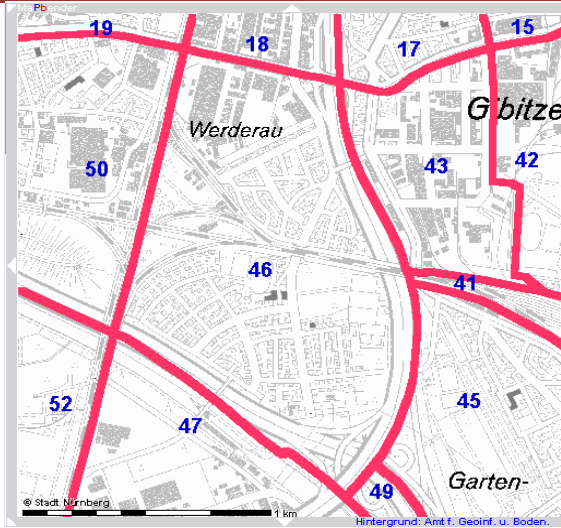 MapBender
19
18
17
15
Gibitze
Werderau
50
43
42
46
41
52
47
45
Garten-
49
© Stadt Nürnberg
1 km
Hintergrund: Amt f. Geoinf. u. Boden.